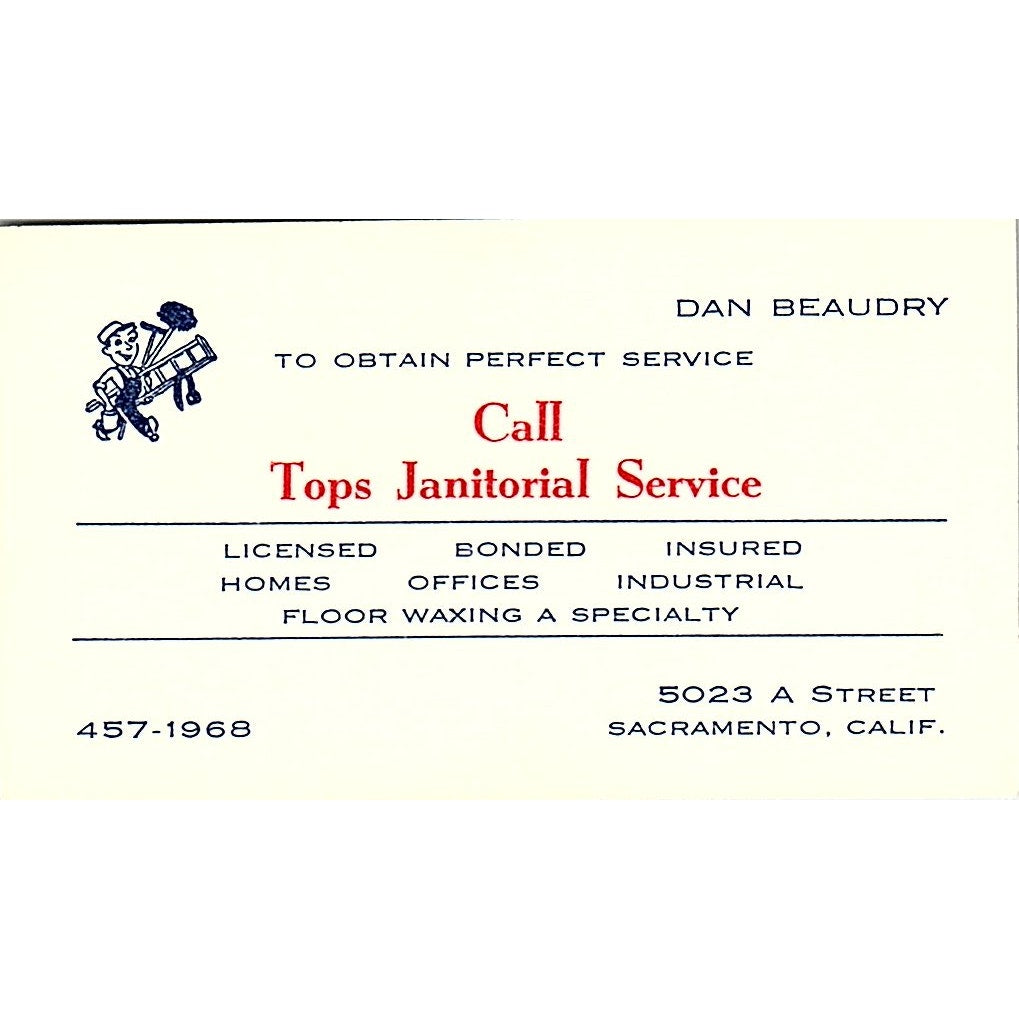 DAN BEAUDRY
TO OBTAIN PERFECT SERVICE
Call
Tops Janitorial Service
LICENSED BONDED INSURED
HOMES OFFICES INDUSTRIAL
FLOOR WAXING A SPECIALTY
5023 A STREET
457-1968 SACRAMENTO, CALIF.